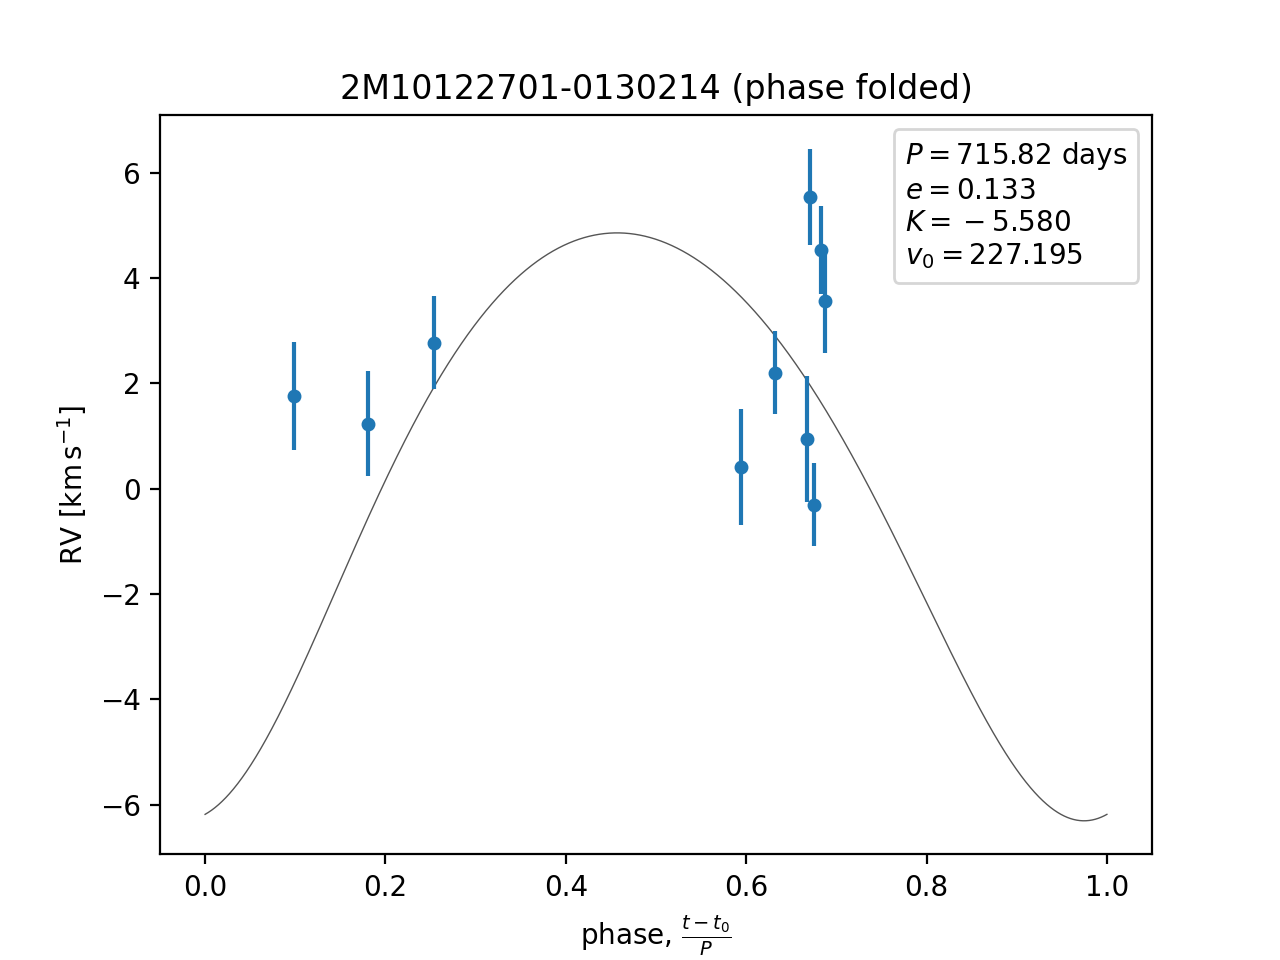 2M10122701-0130214 (phase folded)
P = 715.82 days
e = 0.133
K = −5.580
v₀ = 227.195
6
4
2
0
−2
−4
−6
RV [km s⁻¹]
0.0 0.2 0.4 0.6 0.8 1.0
phase, (t − t₀)/P